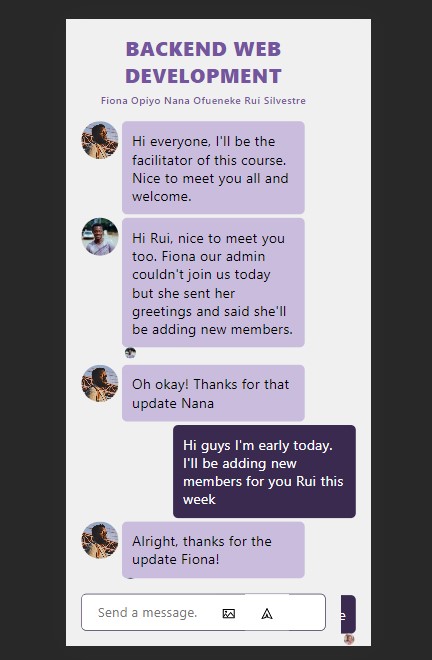 BACKEND WEB
DEVELOPMENT
Fiona Opiyo Nana Ofueneke Rui Silvestre
Hi everyone, I'll be the
facilitator of this course.
Nice to meet you all and
welcome.
Hi Rui, nice to meet you
too. Fiona our admin
couldn't join us today
but she sent her
greetings and said she'll
be adding new members.
Oh okay! Thanks for that
update Nana
Hi guys I'm early today.
I'll be adding new
members for you Rui this
week
Alright, thanks for the
update Fiona!
Send a message.